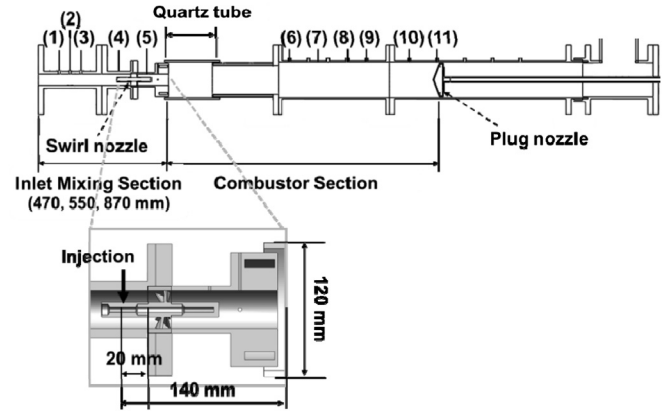 Quartz tube
(2)
(1) (3) (4) (5) (6) (7) (8) (9) (10) (11)
Swirl nozzle
Plug nozzle
Inlet Mixing Section
(470, 550, 870 mm)
Combustor Section
Injection
120 mm
20 mm
140 mm